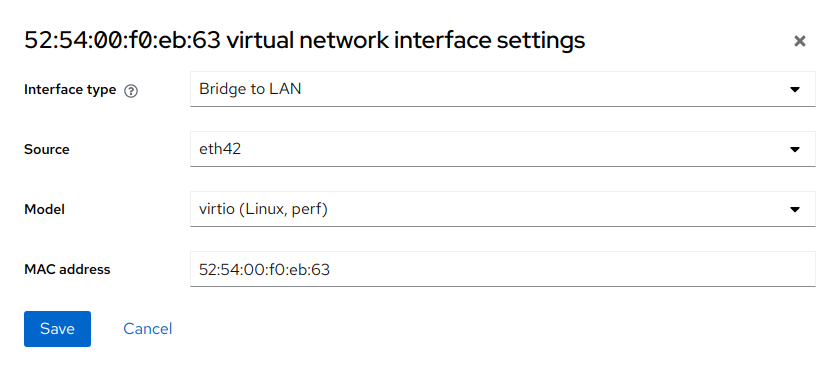 52:54:00:f0:eb:63 virtual network interface settings
Interface type
Bridge to LAN
Source
eth42
Model
virtio (Linux, perf)
MAC address
52:54:00:f0:eb:63
Save
Cancel